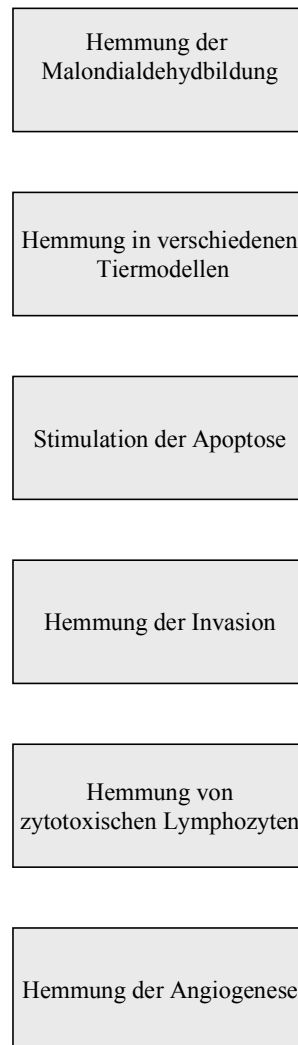 Hemmung der
Malondialdehydbildung
Hemmung in verschiedenen
Tiermodellen
Stimulation der Apoptose
Hemmung der Invasion
Hemmung von
zytotoxischen Lymphozyten
Hemmung der Angiogenese